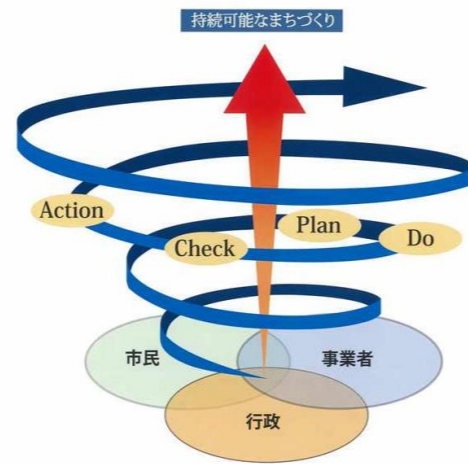 持続可能なまちづくり
Action
Check
Plan
Do
市民
事業者
行政